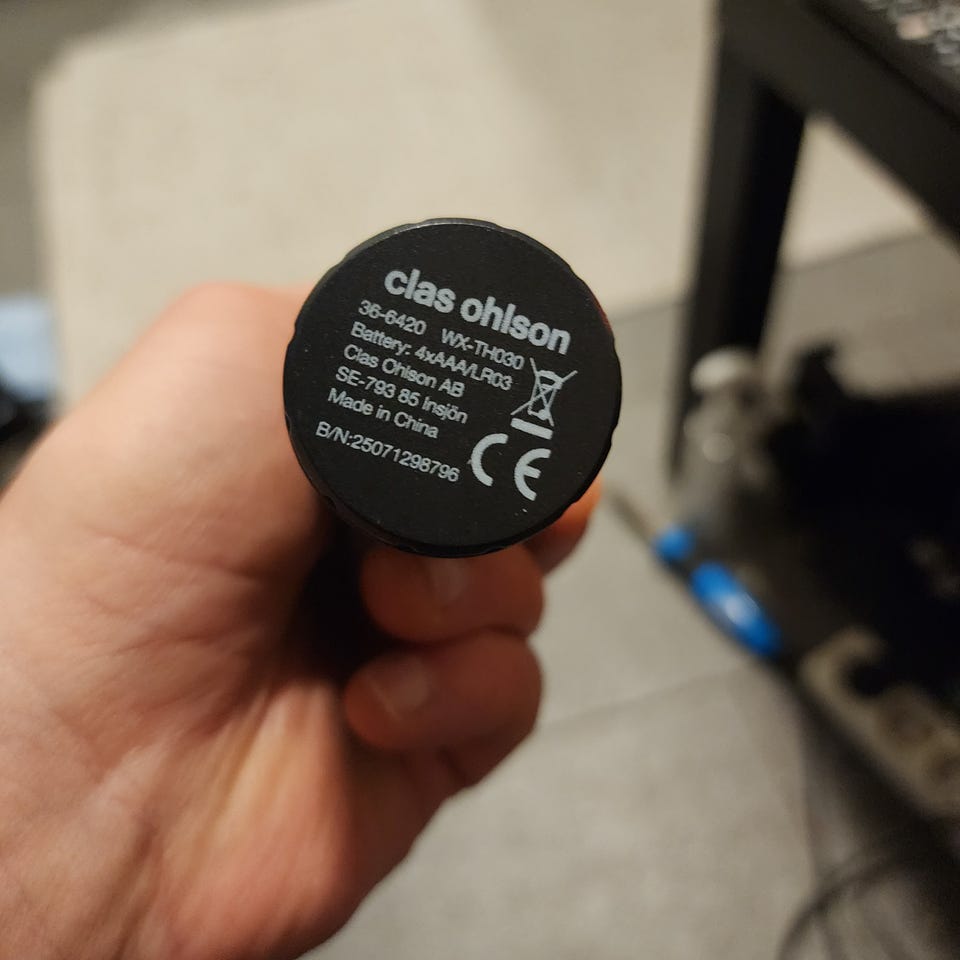 clas ohlson
36-6420 WX-TH030
Battery: 4xAAA/LR03
Clas Ohlson AB
SE-793 85 Insjön
Made in China
B/N:25071298796
CE